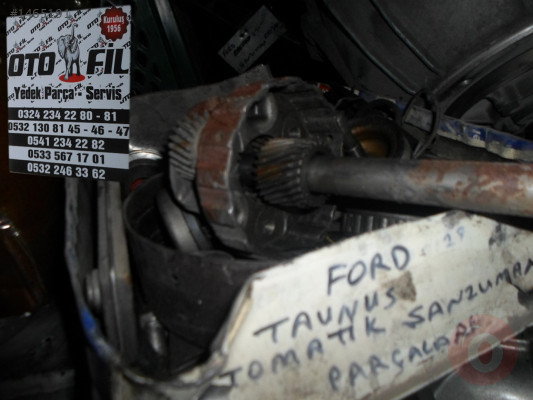 OTO FİL
Kuruluş
1956
Yedek Parça - Servis
0324 234 22 80 - 81
0532 130 81 45 - 46 - 47
0541 234 22 82
0533 567 17 01
0532 246 33 62
FORD
TAUNUS
TOMATİK SANZUMAN
PARÇALARI